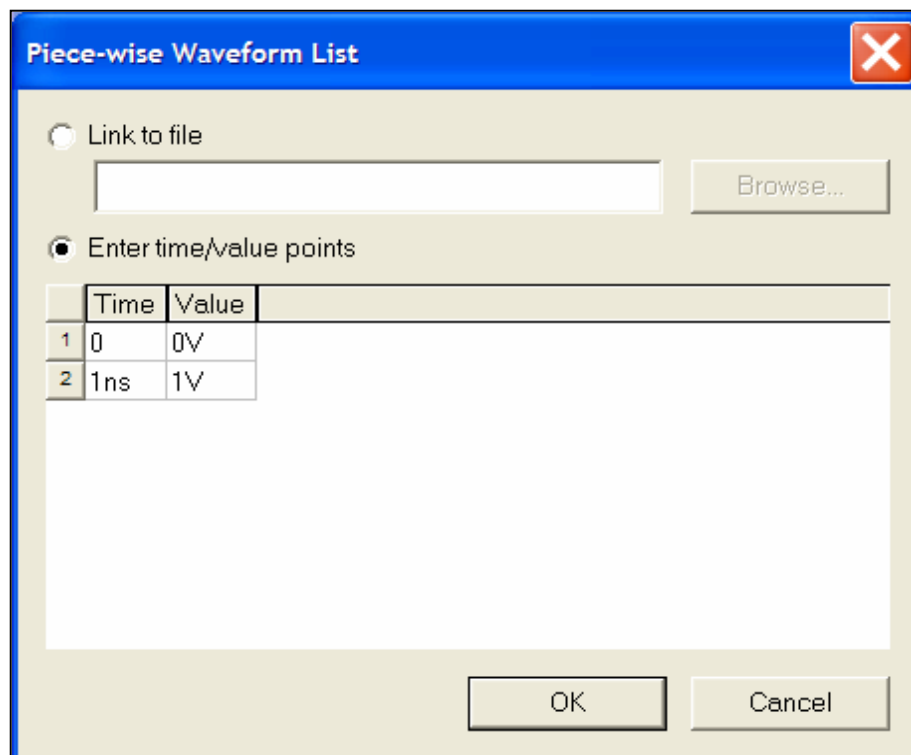 Piece-wise Waveform List
Link to file
Browse...
Enter time/value points
Time Value
1 0 0V
2 1ns 1V
OK Cancel